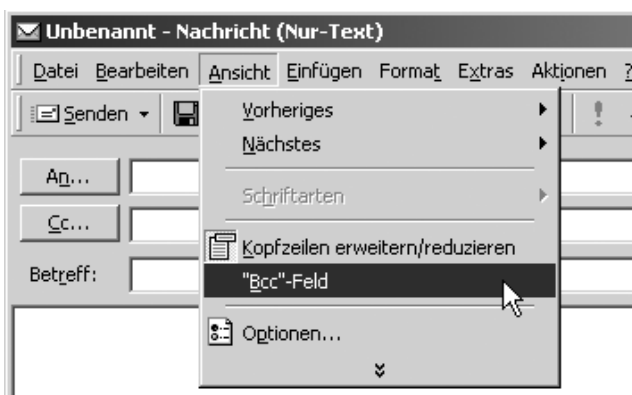 Unbenannt - Nachricht (Nur-Text)
Datei Bearbeiten Ansicht Einfügen Format Extras Aktionen ?
Senden
Vorheriges
Nächstes
An...
Schriftarten
Cc...
Kopfzeilen erweitern/reduzieren
Betreff:
"Bcc"-Feld
Optionen...